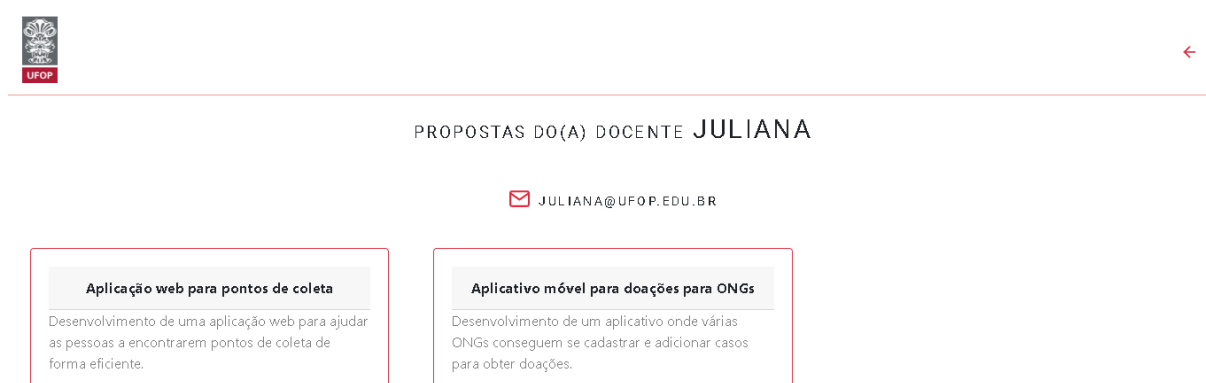 UFOP
PROPOSTAS DO(A) DOCENTE JULIANA
JULIANA@UFOP.EDU.BR
Aplicação web para pontos de coleta
Desenvolvimento de uma aplicação web para ajudar
as pessoas a encontrarem pontos de coleta de
forma eficiente.
Aplicativo móvel para doações para ONGs
Desenvolvimento de um aplicativo onde várias
ONGs conseguem se cadastrar e adicionar casos
para obter doações.